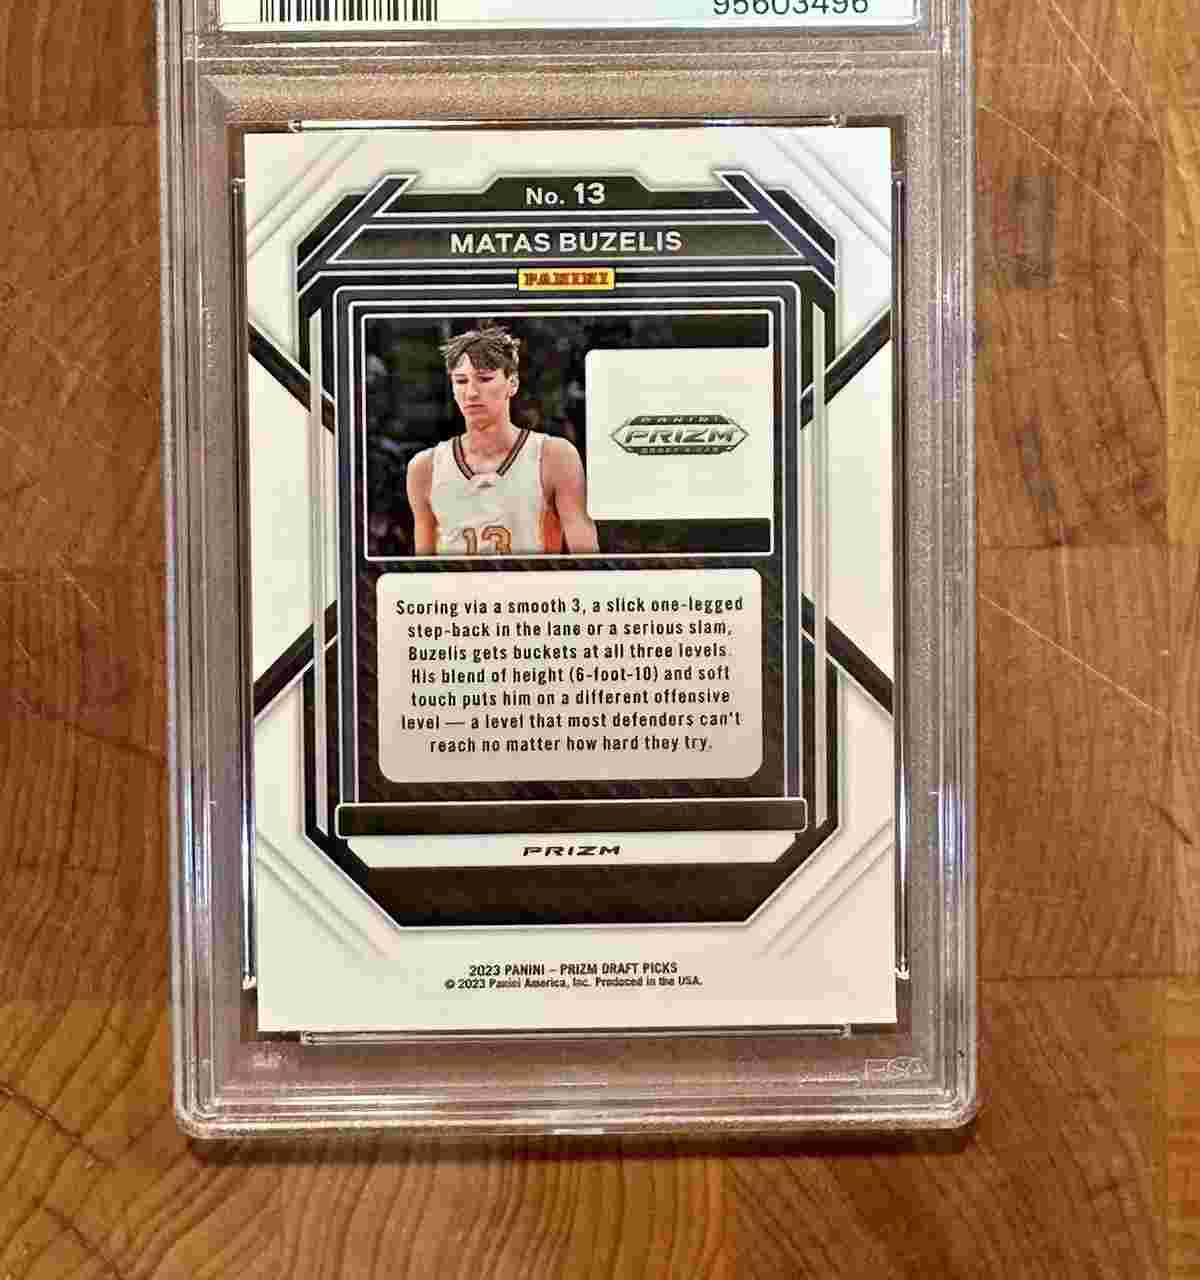 95603496
No. 13
MATAS BUZELIS
PANINI
PANINI
PRIZM
DRAFT PICKS
13
Scoring via a smooth 3, a slick one-legged
step-back in the lane or a serious slam,
Buzelis gets buckets at all three levels.
His blend of height (6-foot-10) and soft
touch puts him on a different offensive
level — a level that most defenders can't
reach no matter how hard they try.
PRIZM
2023 PANINI – PRIZM DRAFT PICKS
© 2023 Panini America, Inc. Produced in the USA.
PSA